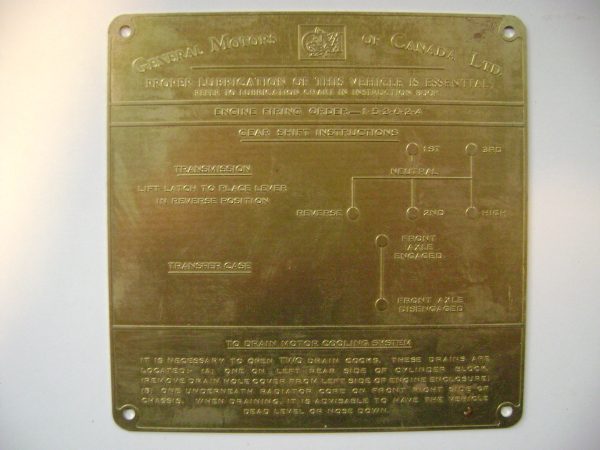 GENERAL MOTORS OF CANADA LTD.
PROPER LUBRICATION OF THIS VEHICLE IS ESSENTIAL
REFER TO LUBRICATION CHART IN INSTRUCTION BOOK
ENGINE FIRING ORDER—1-5-3-6-2-4
GEAR SHIFT INSTRUCTIONS
1ST 3RD
TRANSMISSION
NEUTRAL
LIFT LATCH TO PLACE LEVER
IN REVERSE POSITION
REVERSE 2ND HIGH
FRONT
AXLE
ENGAGED
TRANSFER CASE
FRONT AXLE
DISENGAGED
TO DRAIN MOTOR COOLING SYSTEM
IT IS NECESSARY TO OPEN TWO DRAIN COCKS. THESE DRAINS ARE
LOCATED:- (A) ONE ON LEFT REAR SIDE OF CYLINDER BLOCK
(REMOVE DRAIN HOLE COVER FROM LEFT SIDE OF ENGINE ENCLOSURE)
(B) ONE UNDERNEATH RADIATOR CORE ON FRONT RIGHT SIDE OF
CHASSIS. WHEN DRAINING, IT IS ADVISABLE TO HAVE THE VEHICLE
DEAD LEVEL OR NOSE DOWN.